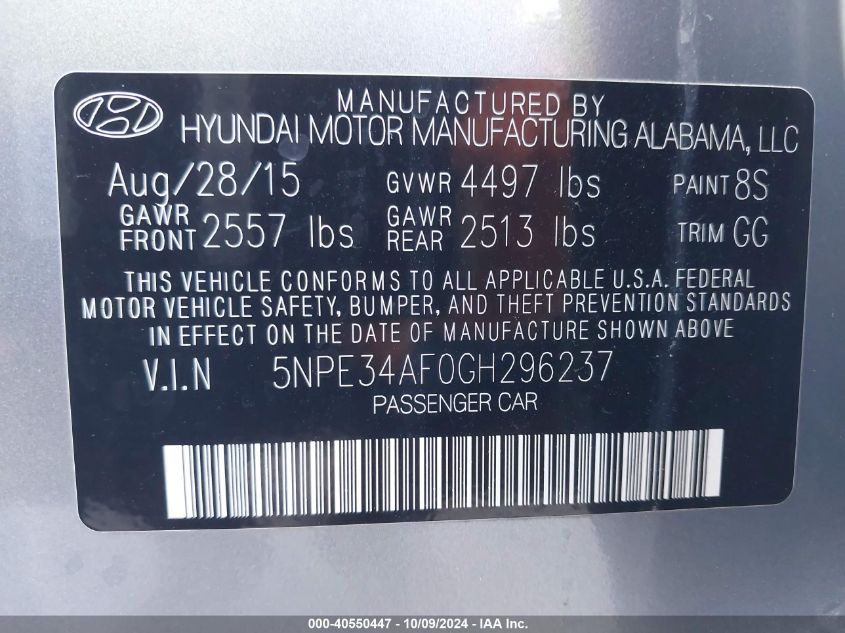 MANUFACTURED BY
HYUNDAI MOTOR MANUFACTURING ALABAMA, LLC
Aug/28/15 GVWR 4497 lbs PAINT 8S
GAWR FRONT 2557 lbs GAWR REAR 2513 lbs TRIM GG
THIS VEHICLE CONFORMS TO ALL APPLICABLE U.S.A. FEDERAL
MOTOR VEHICLE SAFETY, BUMPER, AND THEFT PREVENTION STANDARDS
IN EFFECT ON THE DATE OF MANUFACTURE SHOWN ABOVE
V.I.N 5NPE34AF0GH296237
PASSENGER CAR
000-40550447 - 10/09/2024 - IAA Inc.